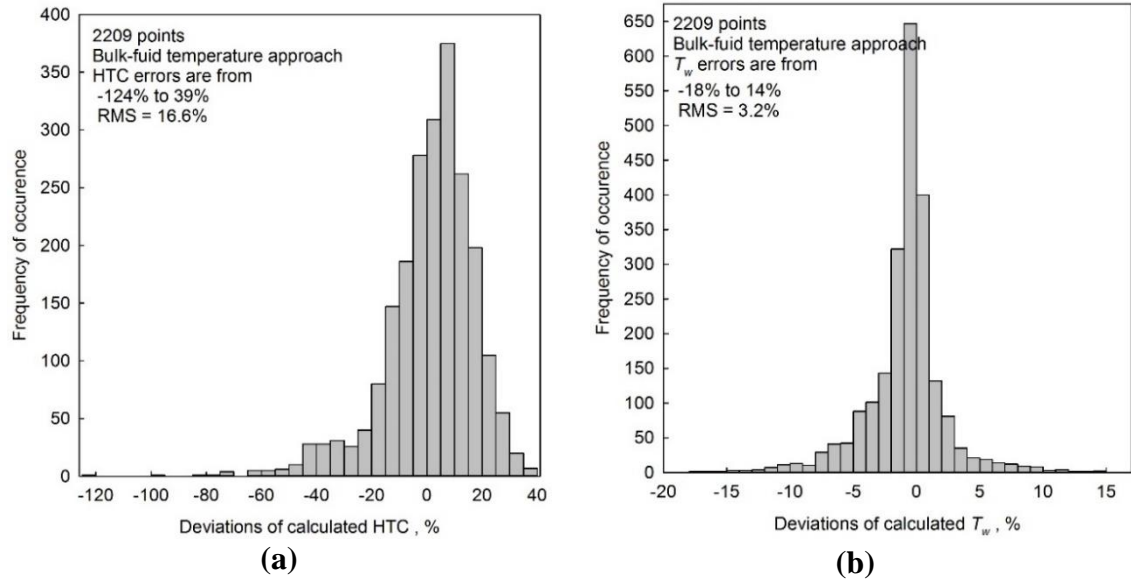 400
350
300
250
200
150
100
50
0
Frequency of occurence
2209 points
Bulk-fuid temperature approach
HTC errors are from
-124% to 39%
RMS = 16.6%
-120 -100 -80 -60 -40 -20 0 20 40
Deviations of calculated HTC , %
(a)
650
600
550
500
450
400
350
300
250
200
150
100
50
0
Frequency of occurence
2209 points
Bulk-fuid temperature approach
Tw errors are from
-18% to 14%
RMS = 3.2%
-20 -15 -10 -5 0 5 10 15
Deviations of calculated Tw , %
(b)